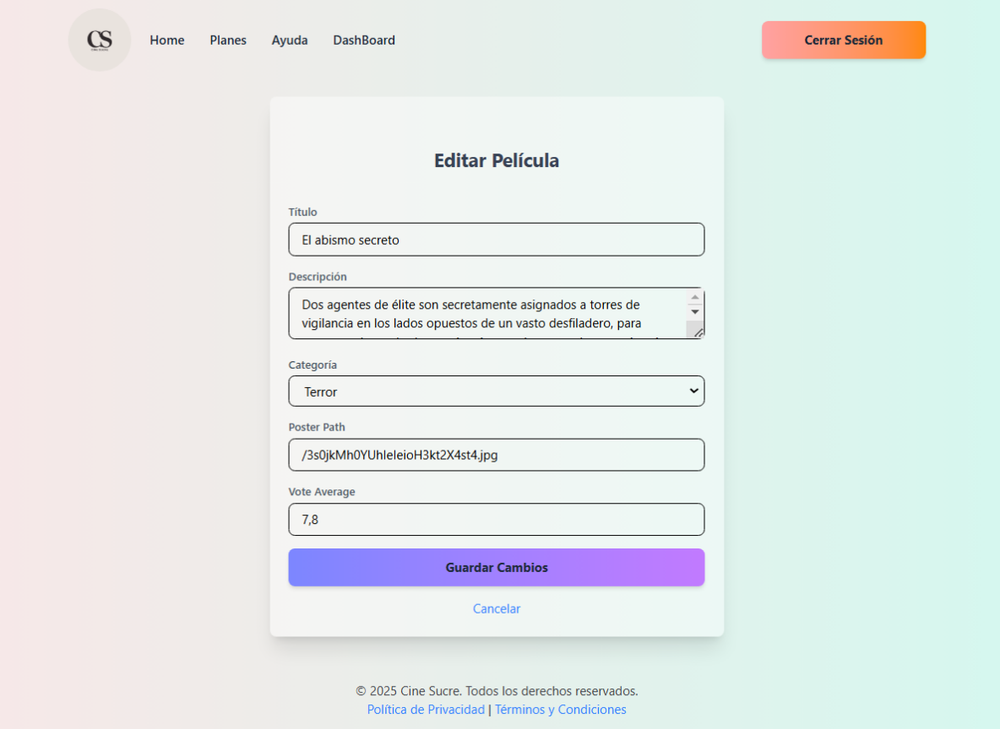 CS
Home Planes Ayuda DashBoard Cerrar Sesión
Editar Película
Título
El abismo secreto
Descripción
Dos agentes de élite son secretamente asignados a torres de
vigilancia en los lados opuestos de un vasto desfiladero, para
Categoría
Terror
Poster Path
/3s0jkMh0YUhIeIeioH3kt2X4st4.jpg
Vote Average
7,8
Guardar Cambios
Cancelar
© 2025 Cine Sucre. Todos los derechos reservados.
Política de Privacidad | Términos y Condiciones